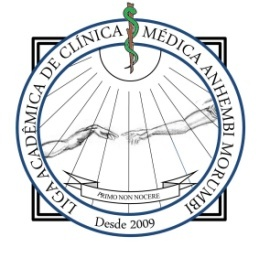 LIGA ACADÊMICA DE CLÍNICA MÉDICA ANHEMBI MORUMBI
PRIMO NON NOCERE
Desde 2009